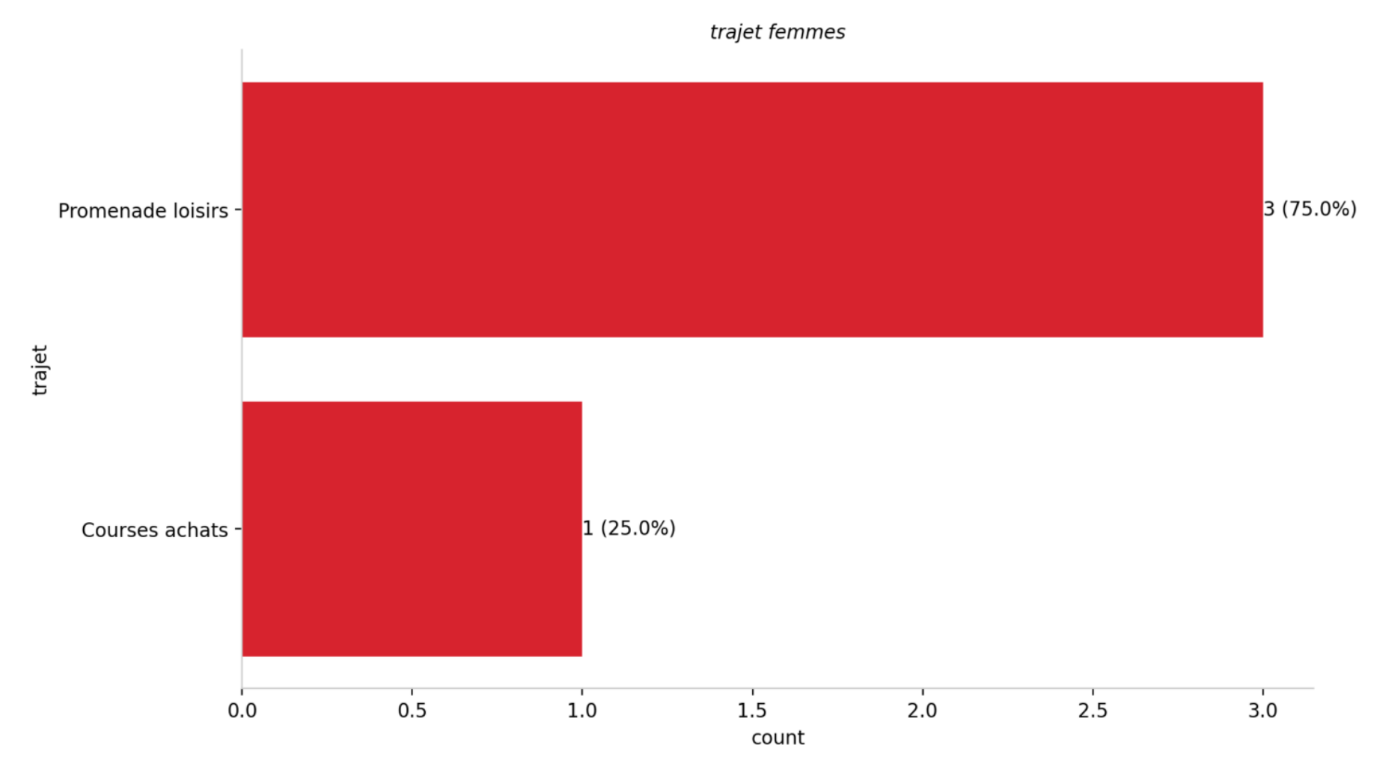 trajet femmes
Promenade loisirs
3 (75.0%)
trajet
Courses achats
1 (25.0%)
0.0 0.5 1.0 1.5 2.0 2.5 3.0
count